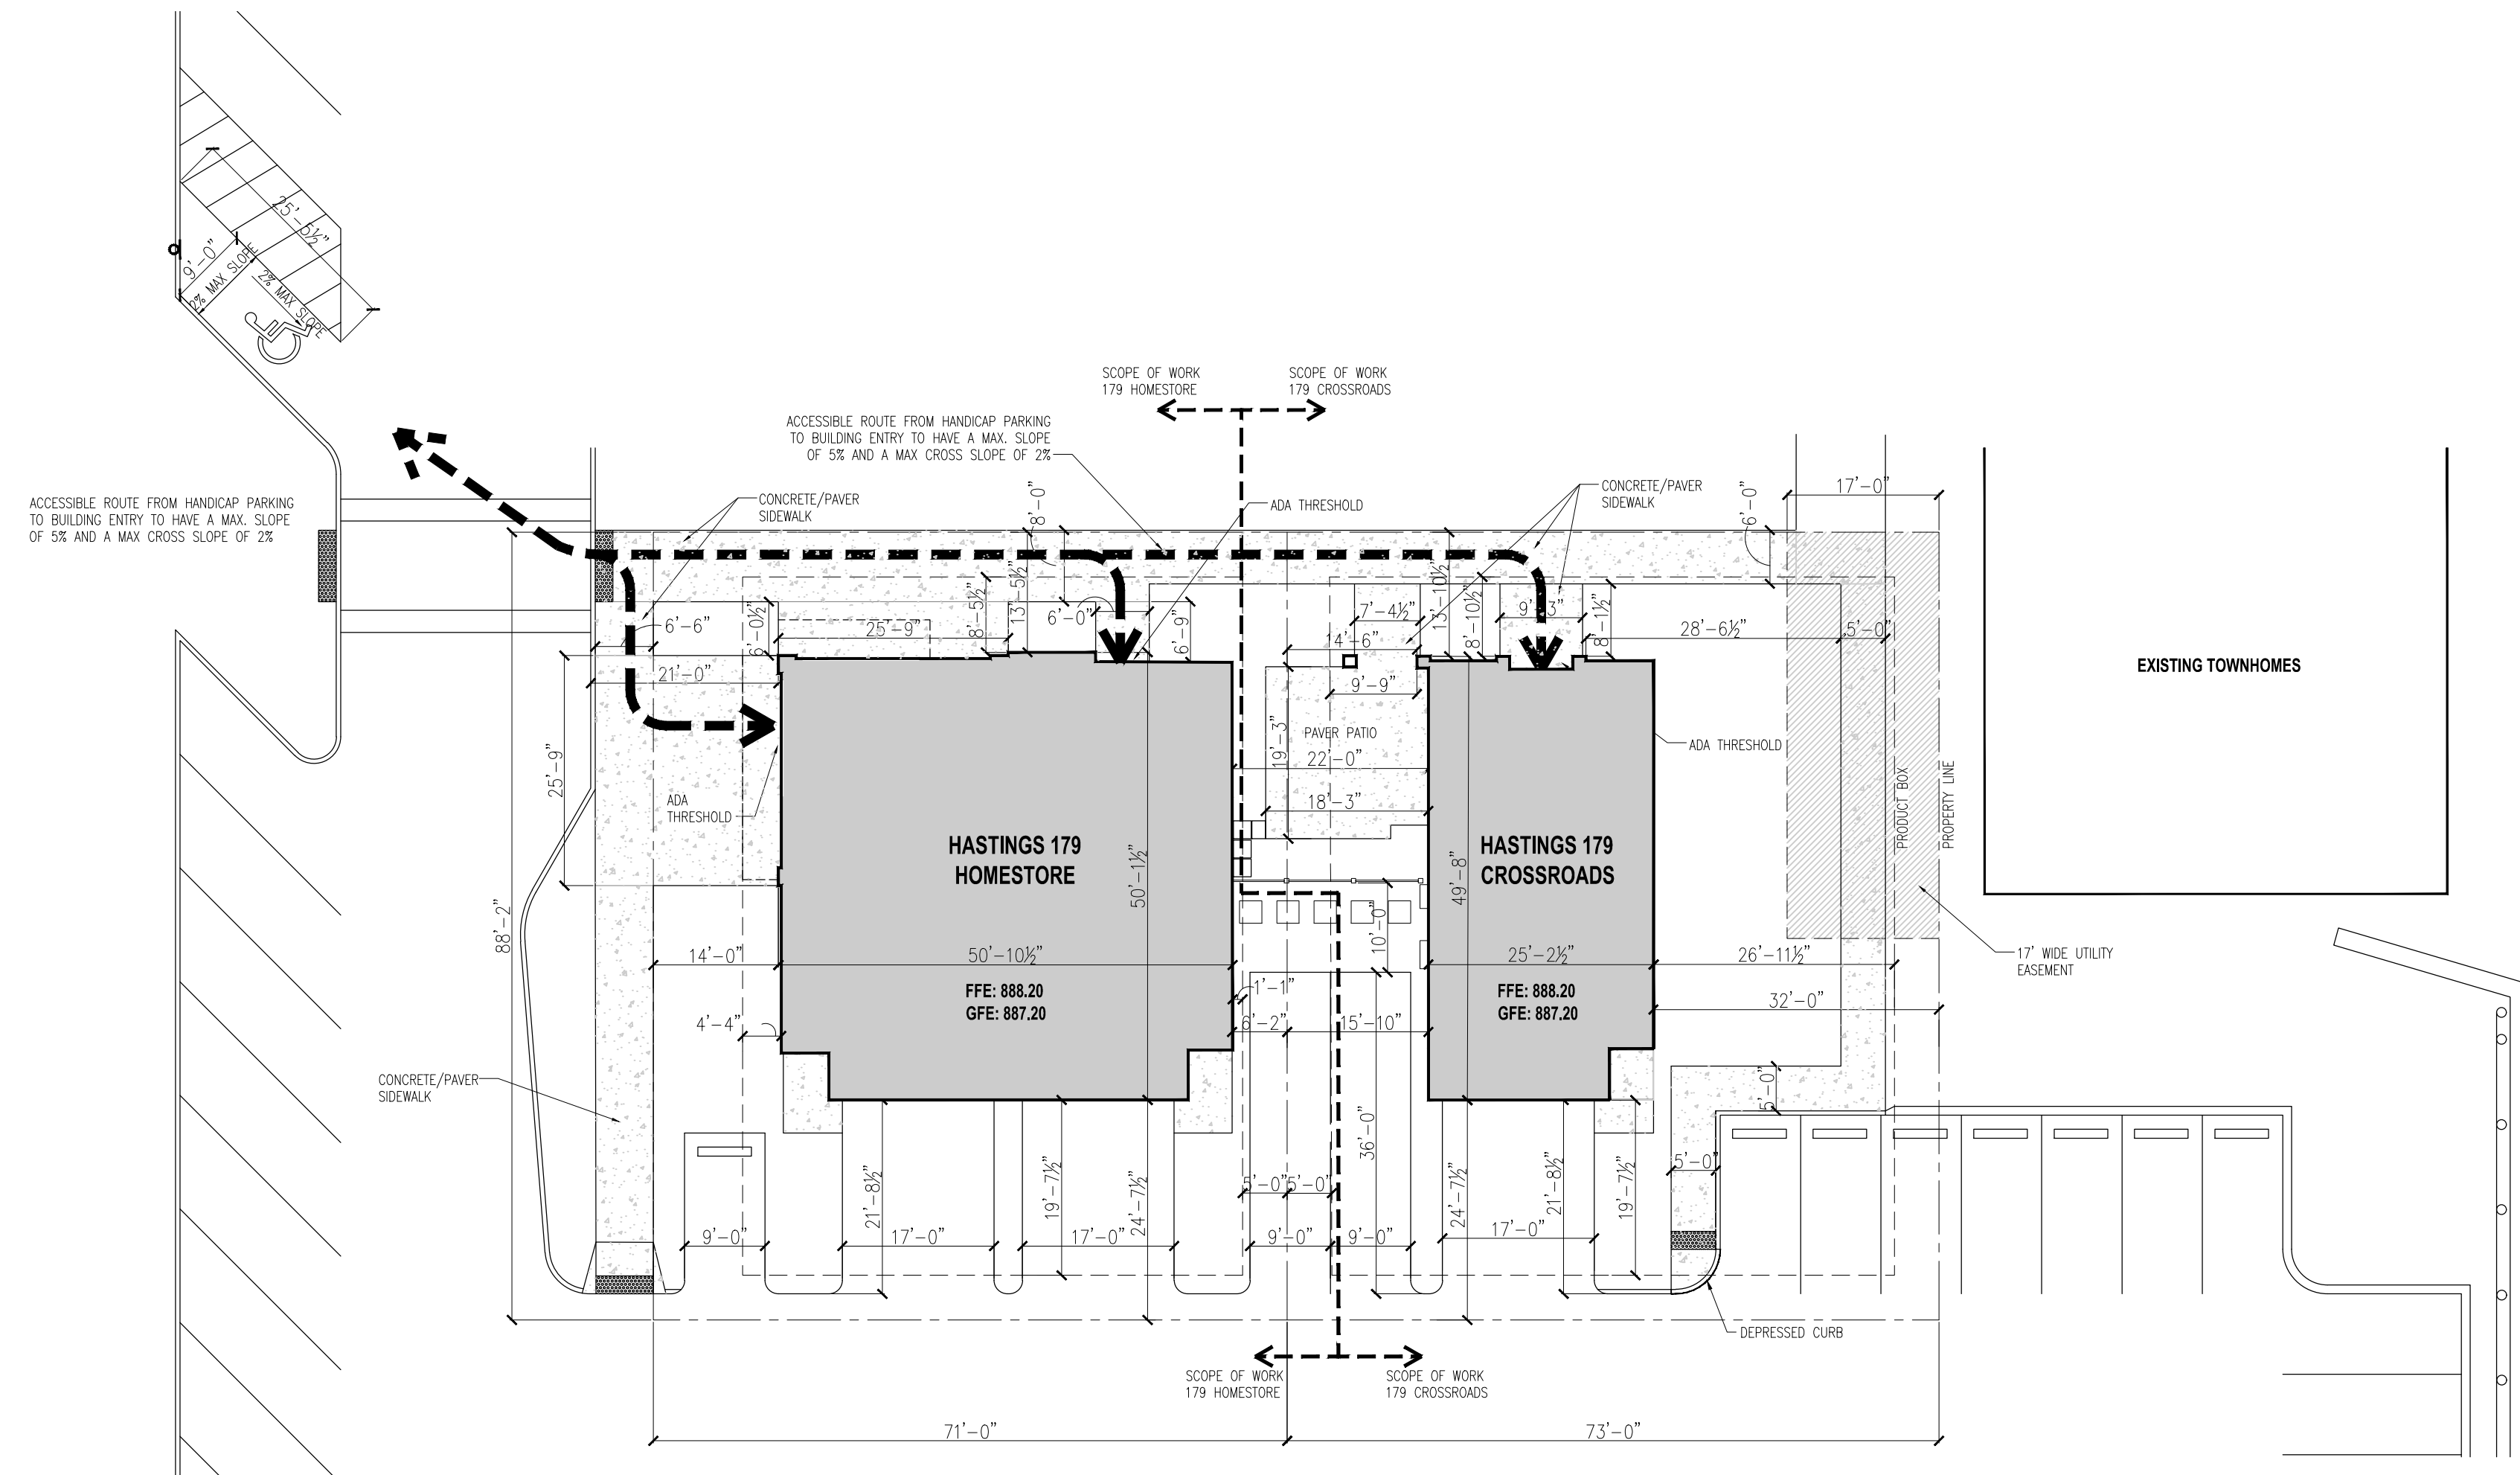 25'-5½"
9'-0"
2% MAX SLOPE
2% MAX SLOPE
SCOPE OF WORK
179 HOMESTORE
SCOPE OF WORK
179 CROSSROADS
ACCESSIBLE ROUTE FROM HANDICAP PARKING
TO BUILDING ENTRY TO HAVE A MAX. SLOPE
OF 5% AND A MAX CROSS SLOPE OF 2%
ACCESSIBLE ROUTE FROM HANDICAP PARKING
TO BUILDING ENTRY TO HAVE A MAX. SLOPE
OF 5% AND A MAX CROSS SLOPE OF 2%
CONCRETE/PAVER
SIDEWALK
8'-0"
ADA THRESHOLD
CONCRETE/PAVER
SIDEWALK
6'-0"
17'-0"
6'-6"
6'-0½"
25'-9"
8'-5½"
13'-5½"
6'-0"
6'-9"
14'-6"
7'-4½"
13'-10½"
8'-10½"
9'-3"
8'-1½"
28'-6½"
5'-0"
21'-0"
9'-9"
EXISTING TOWNHOMES
25'-9"
19'-3"
PAVER PATIO
22'-0"
18'-3"
ADA THRESHOLD
PRODUCT BOX
PROPERTY LINE
ADA
THRESHOLD
HASTINGS 179
HOMESTORE
50'-1½"
HASTINGS 179
CROSSROADS
49'-8"
88'-2"
10'-0"
14'-0"
50'-10½"
25'-2½"
26'-11½"
17' WIDE UTILITY
EASEMENT
FFE: 888.20
GFE: 887.20
FFE: 888.20
GFE: 887.20
1'-1"
32'-0"
4'-4"
6'-2"
15'-10"
CONCRETE/PAVER
SIDEWALK
5'-0"
36'-0"
5'-0"
21'-8½"
19'-7½"
24'-7½"
5'-0"
5'-0"
24'-7½"
21'-8½"
19'-7½"
9'-0"
17'-0"
17'-0"
9'-0"
9'-0"
17'-0"
DEPRESSED CURB
SCOPE OF WORK
179 HOMESTORE
SCOPE OF WORK
179 CROSSROADS
71'-0"
73'-0"